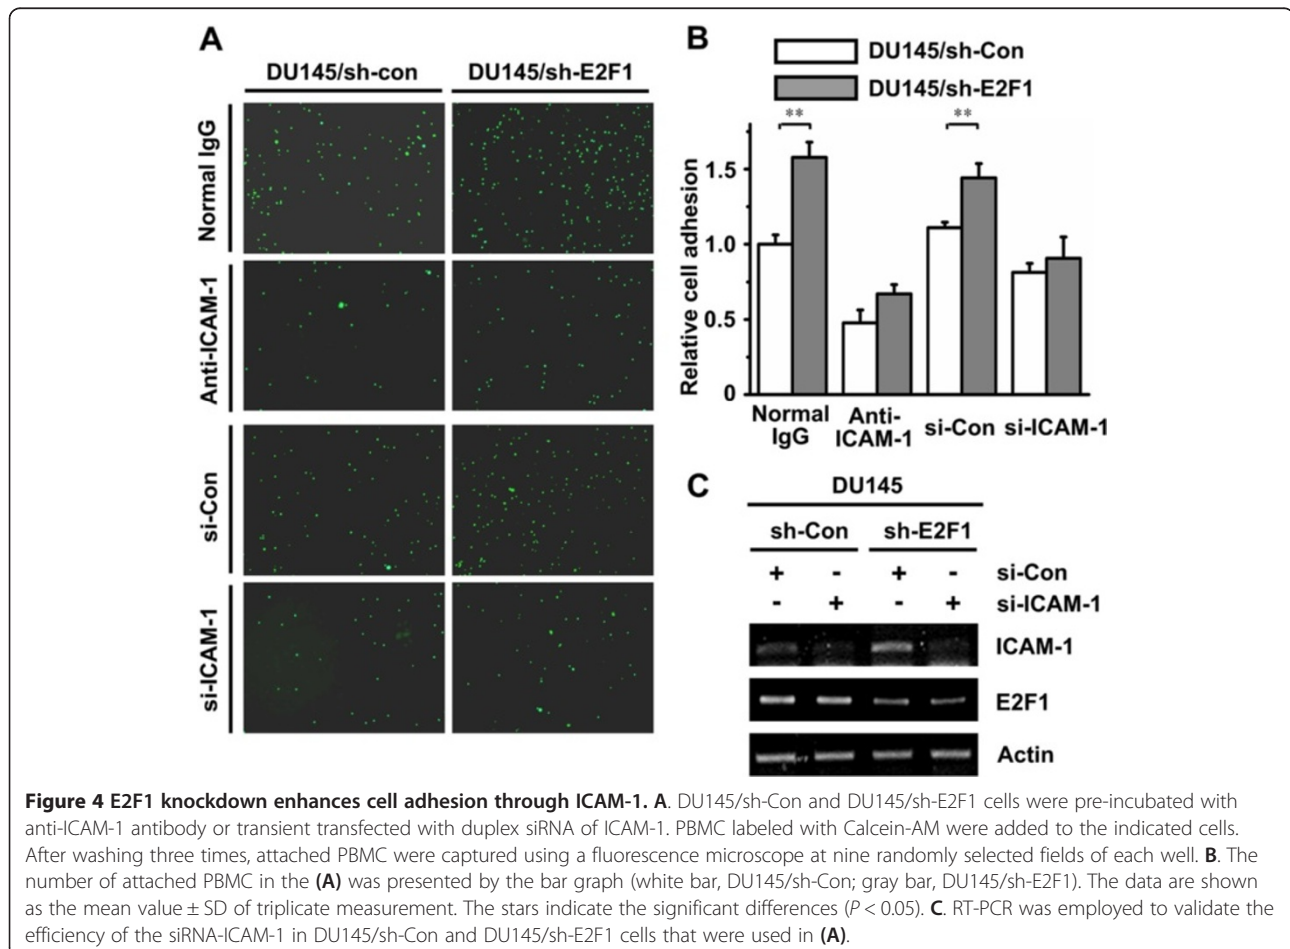 A
DU145/sh-con
DU145/sh-E2F1
Normal IgG
Anti-ICAM-1
si-Con
si-ICAM-1
B
DU145/sh-Con
DU145/sh-E2F1
**
**
Relative cell adhesion
1.5
1.0
0.5
0
Normal IgG
Anti-ICAM-1
si-Con
si-ICAM-1
C
DU145
sh-Con sh-E2F1
+ - + - si-Con
- + - + si-ICAM-1
ICAM-1
E2F1
Actin
Figure 4 E2F1 knockdown enhances cell adhesion through ICAM-1. A. DU145/sh-Con and DU145/sh-E2F1 cells were pre-incubated with
anti-ICAM-1 antibody or transient transfected with duplex siRNA of ICAM-1. PBMC labeled with Calcein-AM were added to the indicated cells.
After washing three times, attached PBMC were captured using a fluorescence microscope at nine randomly selected fields of each well. B. The
number of attached PBMC in the (A) was presented by the bar graph (white bar, DU145/sh-Con; gray bar, DU145/sh-E2F1). The data are shown
as the mean value ± SD of triplicate measurement. The stars indicate the significant differences (P < 0.05). C. RT-PCR was employed to validate the
efficiency of the siRNA-ICAM-1 in DU145/sh-Con and DU145/sh-E2F1 cells that were used in (A).